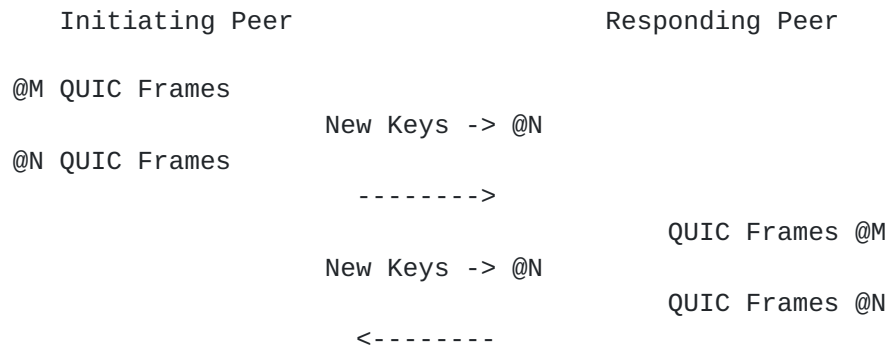 Initiating Peer                    Responding Peer
@M QUIC Frames
New Keys -> @N
@N QUIC Frames
-------->
QUIC Frames @M
New Keys -> @N
QUIC Frames @N
<--------